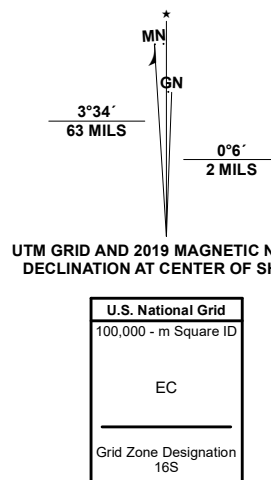 ★
MN
GN
3°34´
63 MILS
0°6´
2 MILS
UTM GRID AND 2019 MAGNETIC N
DECLINATION AT CENTER OF SH
U.S. National Grid
100,000 - m Square ID
EC
Grid Zone Designation
16S